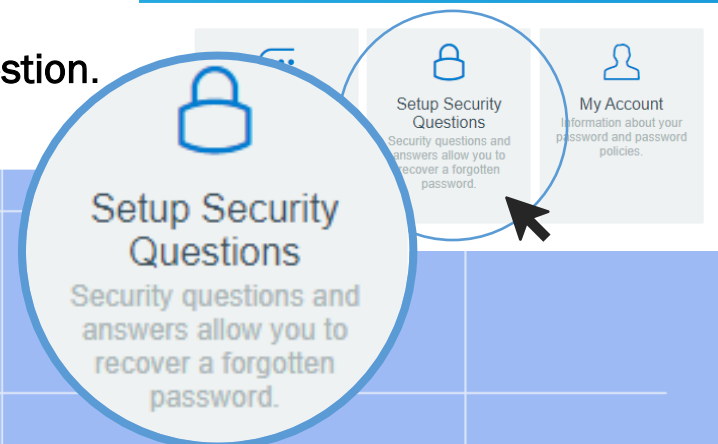 stion.
Setup Security
Questions
Security questions and
answers allow you to
recover a forgotten
password.
Setup Security
Questions
Security questions and
answers allow you to
recover a forgotten
password.
My Account
Information about your
password and password
policies.